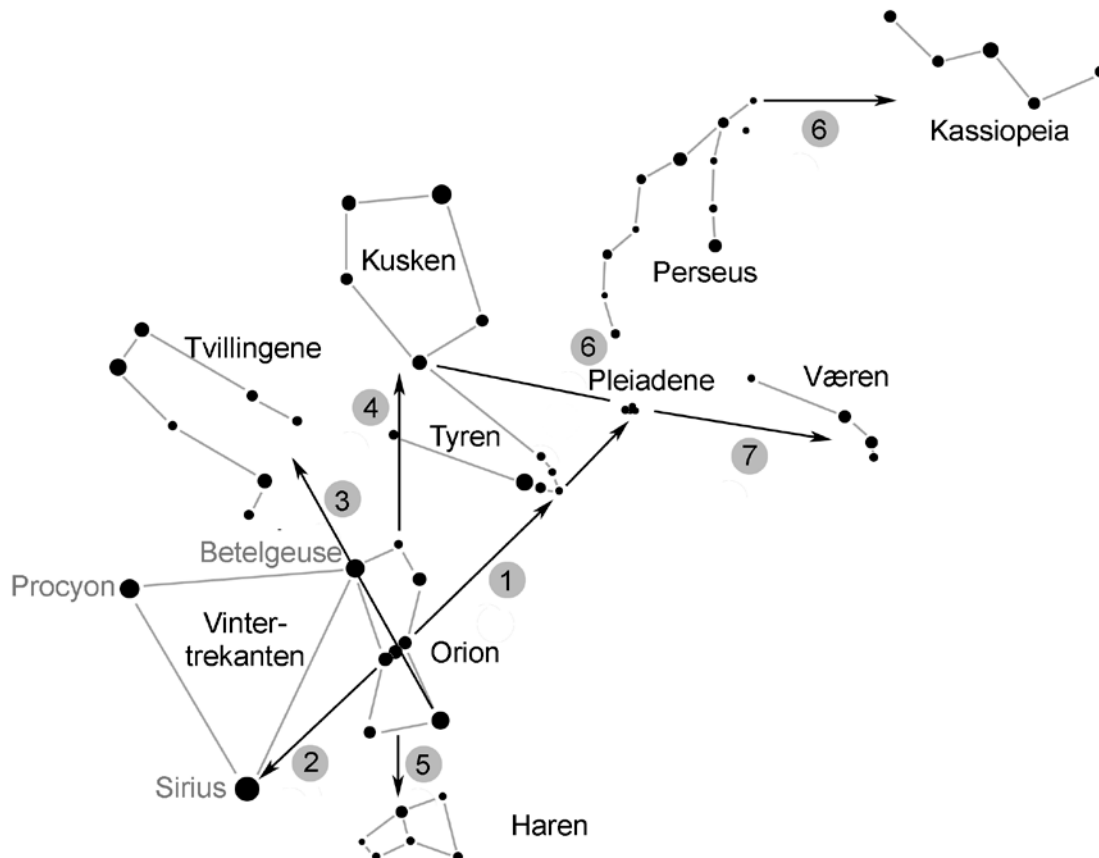 6
Kassiopeia
Kusken
Perseus
Tvillingene
6
Pleiadene
Væren
4
Tyren
7
3
Betelgeuse
1
Procyon
Vinter-
trekanten
Orion
2
5
Sirius
Haren